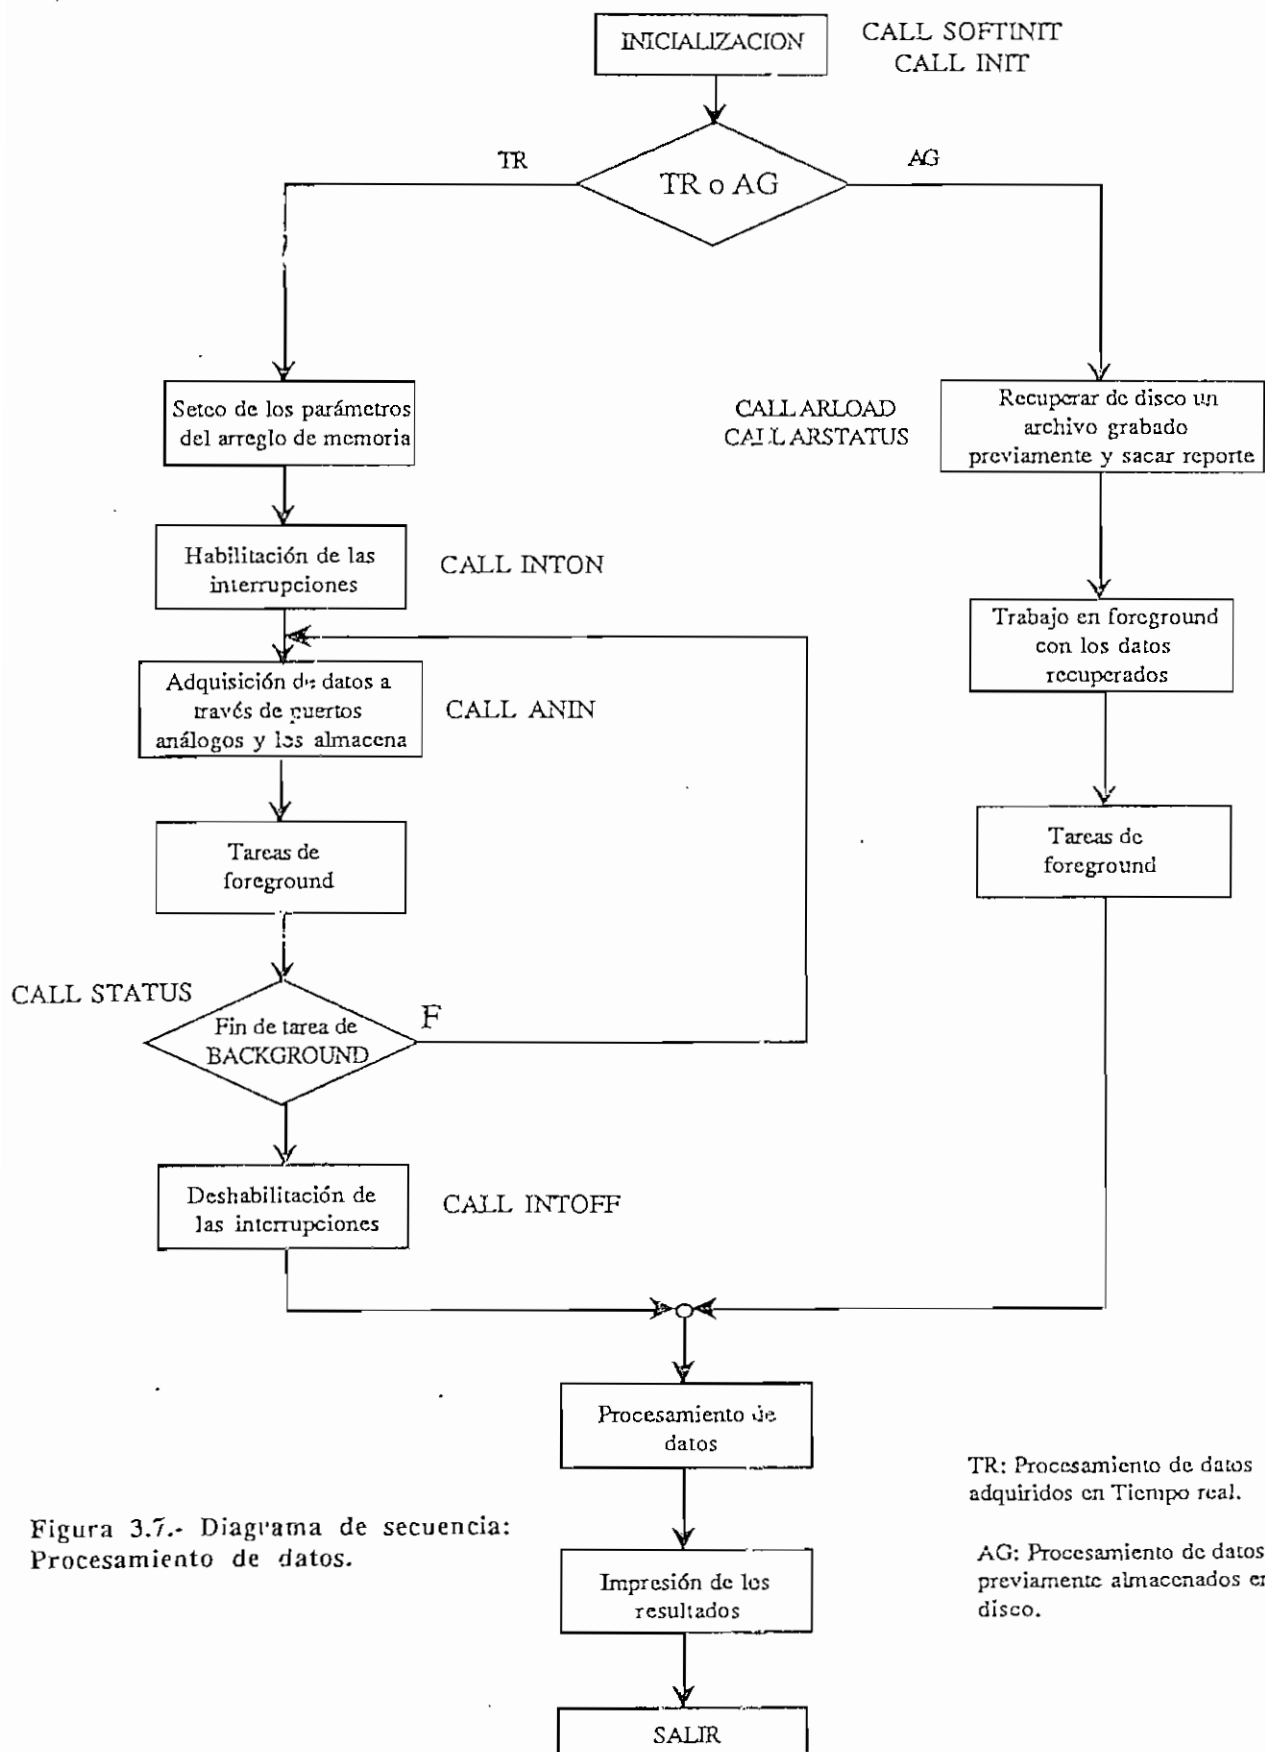 INICIALIZACION
CALL SOFTINIT
CALL INIT
TR
AG
TR o AG
Seteo de los parámetros
del arreglo de memoria
CALL ARLOAD
CALL ARSTATUS
Recuperar de disco un
archivo grabado
previamente y sacar reporte
Habilitación de las
interrupciones
CALL INTON
Trabajo en foreground
con los datos
recuperados
Adquisición de datos a
través de puertos
análogos y los almacena
CALL ANIN
Tareas de
foreground
Tareas de
foreground
CALL STATUS
Fin de tarea de
BACKGROUND
F
Deshabilitación de
las interrupciones
CALL INTOFF
Procesamiento de
datos
TR: Procesamiento de datos
adquiridos en Tiempo real.
Figura 3.7.- Diagrama de secuencia:
Procesamiento de datos.
AG: Procesamiento de datos
previamente almacenados en
disco.
Impresión de los
resultados
SALIR